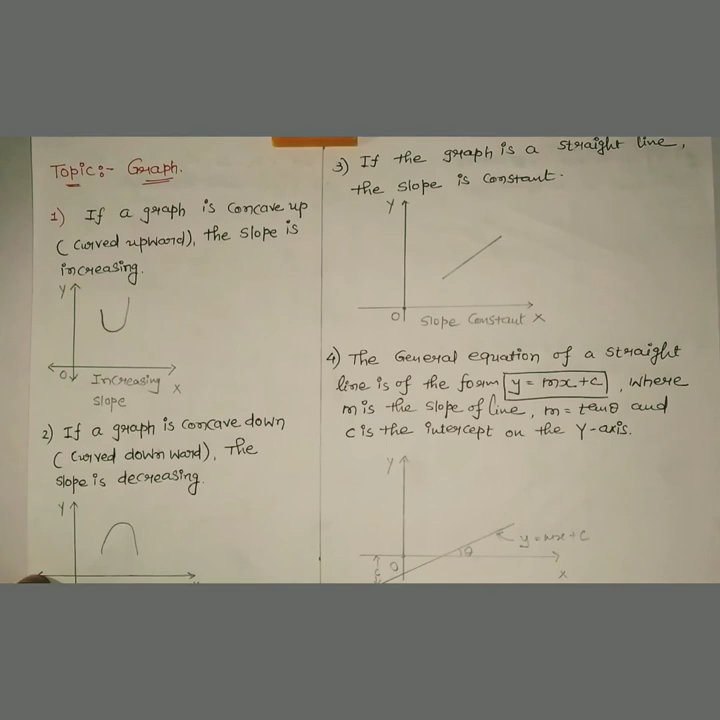 Topic:- Graph.
1) If a graph is concave up
(curved upward), the slope is
increasing.
Y
O
X
Increasing
slope
2) If a graph is concave down
(curved down ward), The
slope is decreasing.
Y
3) If the graph is a straight line,
the slope is constant.
Y
O
Slope Constant X
4) The General equation of a straight
line is of the form y = mx + c, where
m is the slope of line, m = tanθ and
c is the intercept on the Y-axis.
Y
y = mx + c
θ
O
c
X